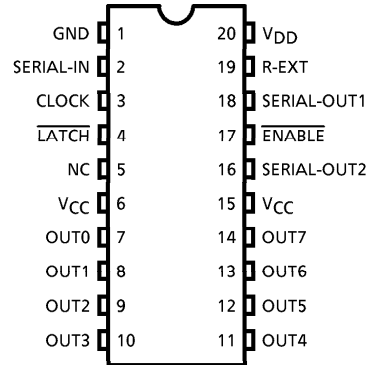 GND 1 20 VDD
SERIAL-IN 2 19 R-EXT
CLOCK 3 18 SERIAL-OUT1
LATCH 4 17 ENABLE
NC 5 16 SERIAL-OUT2
VCC 6 15 VCC
OUT0 7 14 OUT7
OUT1 8 13 OUT6
OUT2 9 12 OUT5
OUT3 10 11 OUT4